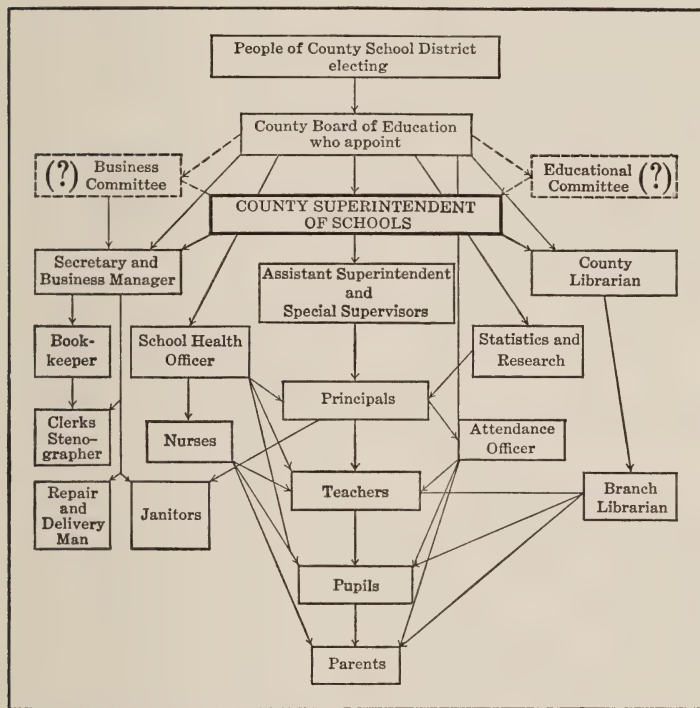 People of County School District
electing
County Board of Education
who appoint
(?) Business
Committee
Educational
Committee (?)
COUNTY SUPERINTENDENT
OF SCHOOLS
Secretary and
Business Manager
Assistant Superintendent
and
Special Supervisors
County
Librarian
Book-
keeper
School Health
Officer
Statistics and
Research
Principals
Clerks
Steno-
grapher
Nurses
Attendance
Officer
Repair
and
Delivery
Man
Janitors
Teachers
Branch
Librarian
Pupils
Parents